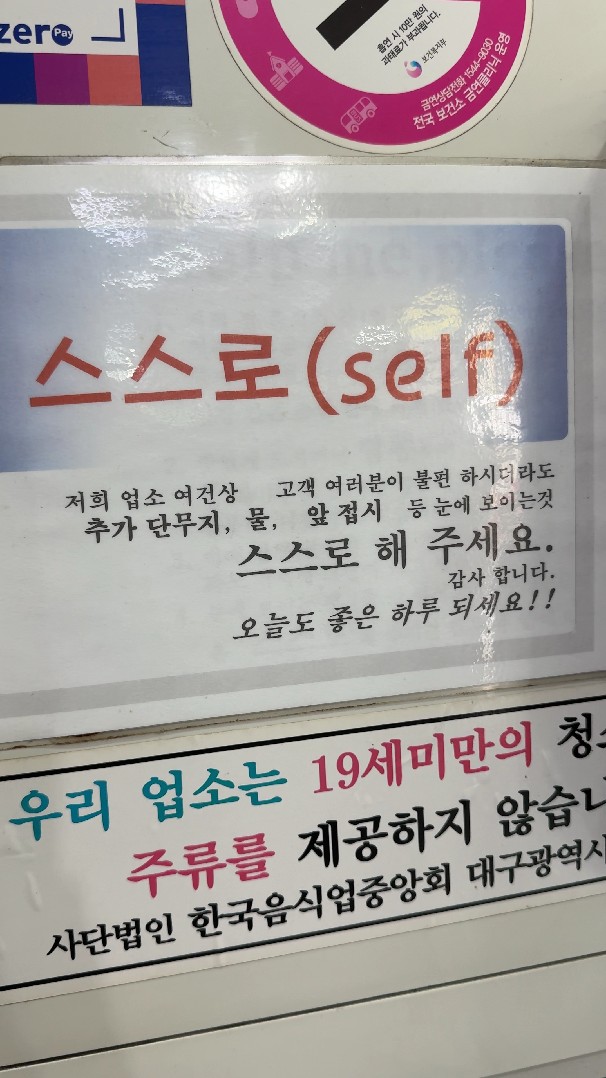 zero Pay
흡연 시 10만 원의
과태료가 부과됩니다.
보건복지부
금연상담전화 1544-9030
전국 보건소 금연클리닉 운영
스스로(self)
저희 업소 여건상 고객 여러분이 불편 하시더라도
추가 단무지, 물, 앞 접시 등 눈에 보이는것
스스로 해 주세요.
감사 합니다.
오늘도 좋은 하루 되세요!!
우리 업소는 19세미만의
주류를 제공하지 않습니
사단법인 한국음식업중앙회 대구광역시